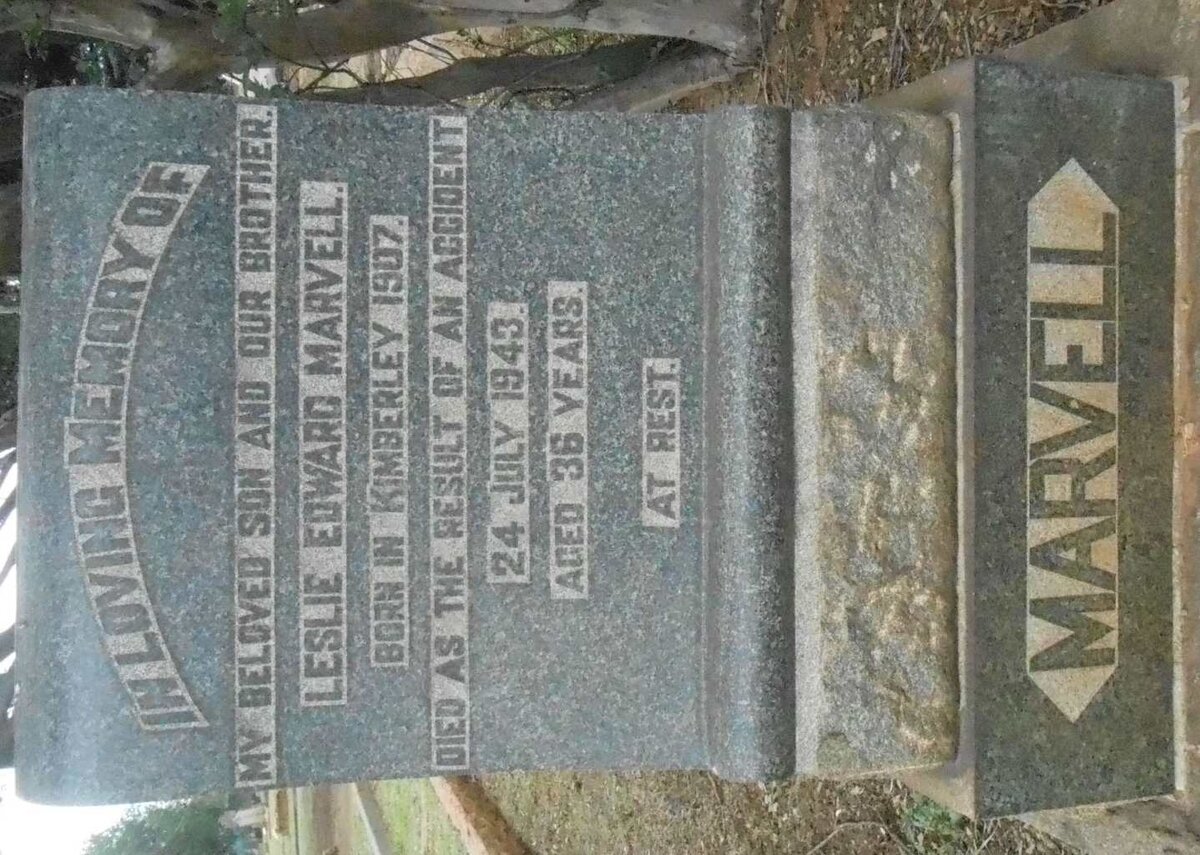 IN LOVING MEMORY OF
MY BELOVED SON AND OUR BROTHER.
LESLIE EDWARD MARVELL.
BORN IN KIMBERLEY 1907.
DIED AS THE RESULT OF AN ACCIDENT
24 JULY 1943.
AGED 36 YEARS.
AT REST.
MARVELL